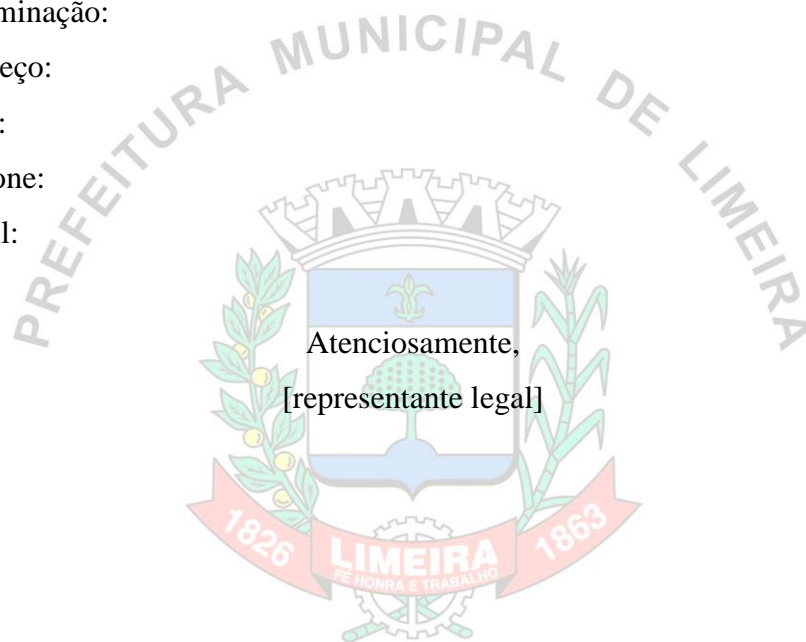 minação:
eço:
:
one:
l:
PREFEITURA MUNICIPAL DE LIMEIRA
Atenciosamente,
[representante legal]
1826 LIMEIRA 1863
FÉ HONRA E TRABALHO